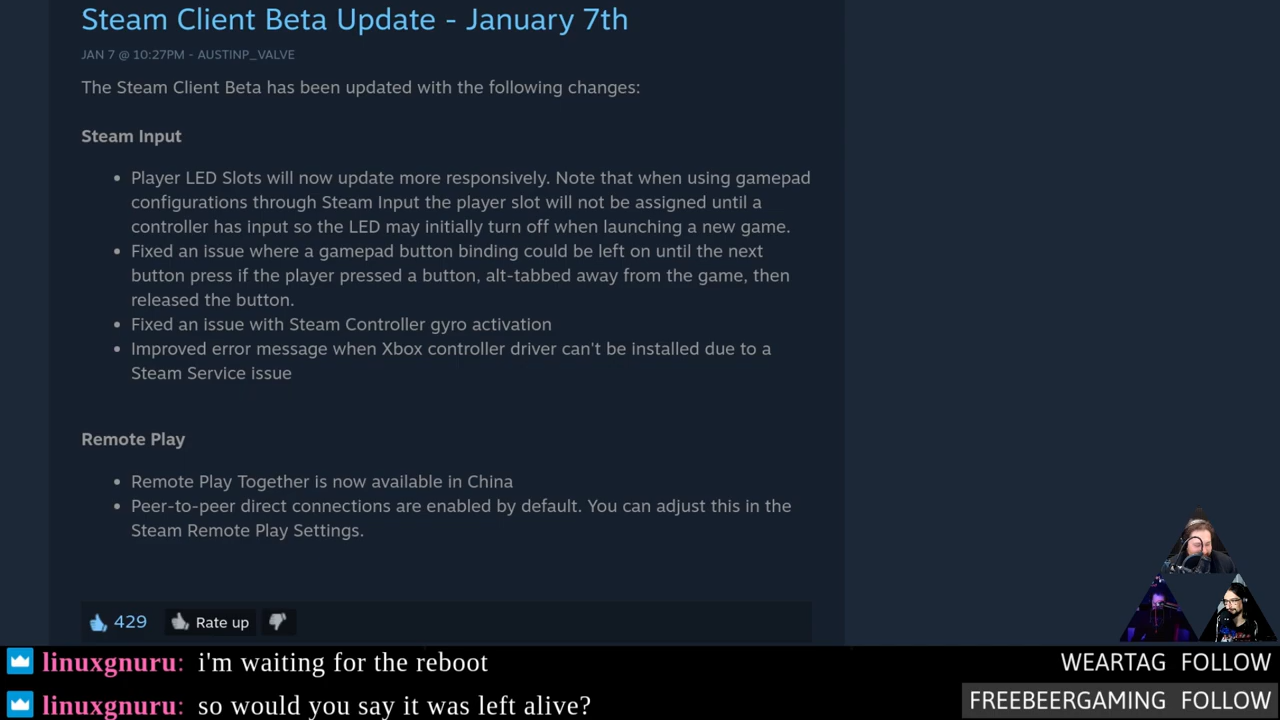 Steam Client Beta Update - January 7th
JAN 7 @ 10:27PM - AUSTINP_VALVE
The Steam Client Beta has been updated with the following changes:
Steam Input
• Player LED Slots will now update more responsively. Note that when using gamepad
configurations through Steam Input the player slot will not be assigned until a
controller has input so the LED may initially turn off when launching a new game.
• Fixed an issue where a gamepad button binding could be left on until the next
button press if the player pressed a button, alt-tabbed away from the game, then
released the button.
• Fixed an issue with Steam Controller gyro activation
• Improved error message when Xbox controller driver can't be installed due to a
Steam Service issue
Remote Play
• Remote Play Together is now available in China
• Peer-to-peer direct connections are enabled by default. You can adjust this in the
Steam Remote Play Settings.
429 Rate up
linuxgnuru: i'm waiting for the reboot
linuxgnuru: so would you say it was left alive?
WEARTAG FOLLOW
FREEBEERGAMING FOLLOW